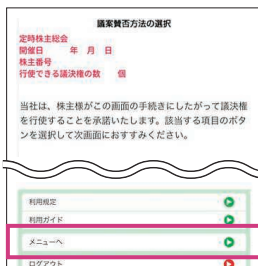 議案賛否方法の選択
定時株主総会
開催日　　年　月　日
株主番号
行使できる議決権の数　個
当社は、株主様がこの画面の手続きにしたがって議決権
を行使することを承諾いたします。該当する項目のボタ
ンを選択して次画面におすすみください。
利用規定
利用ガイド
メニューへ
ログアウト